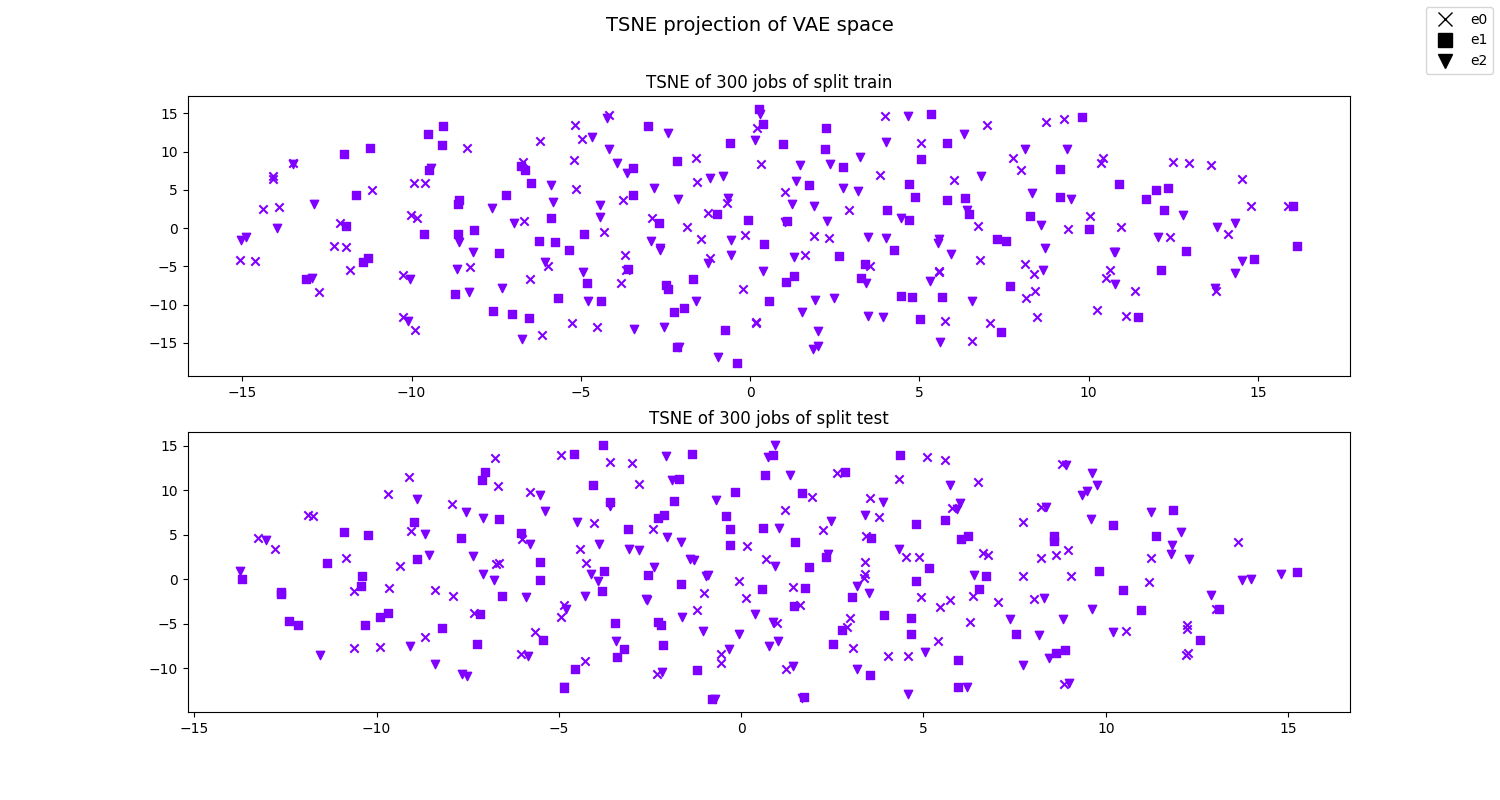 TSNE projection of VAE space
e0
e1
e2
TSNE of 300 jobs of split train
15
10
5
0
−5
−10
−15
−15 −10 −5 0 5 10 15
TSNE of 300 jobs of split test
15
10
5
0
−5
−10
−15 −10 −5 0 5 10 15